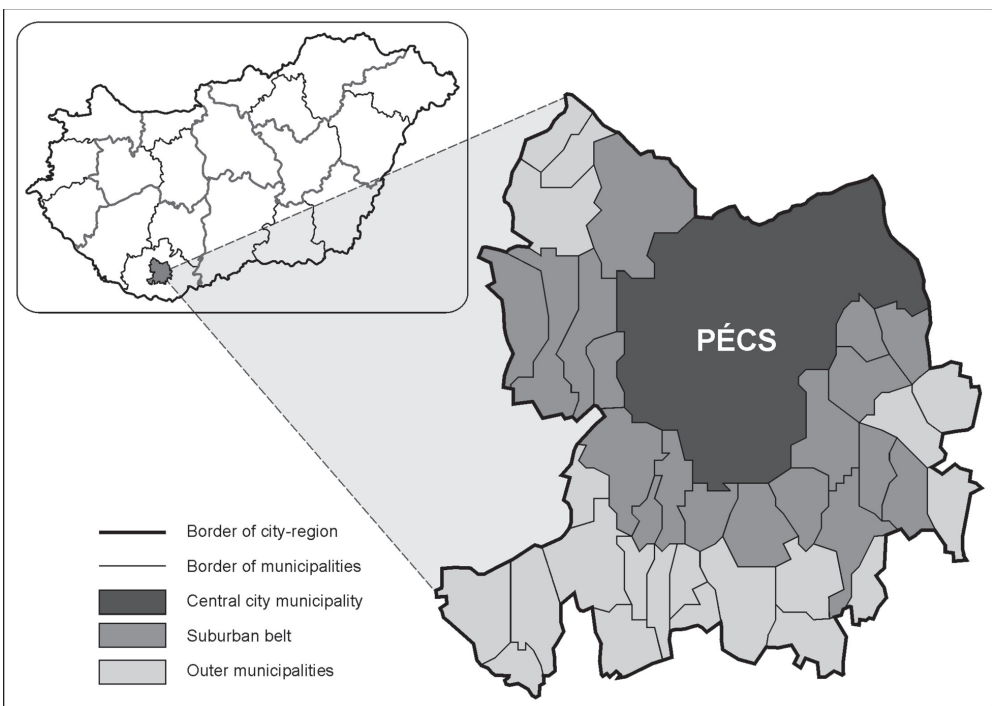 PÉCS
Border of city-region
Border of municipalities
Central city municipality
Suburban belt
Outer municipalities